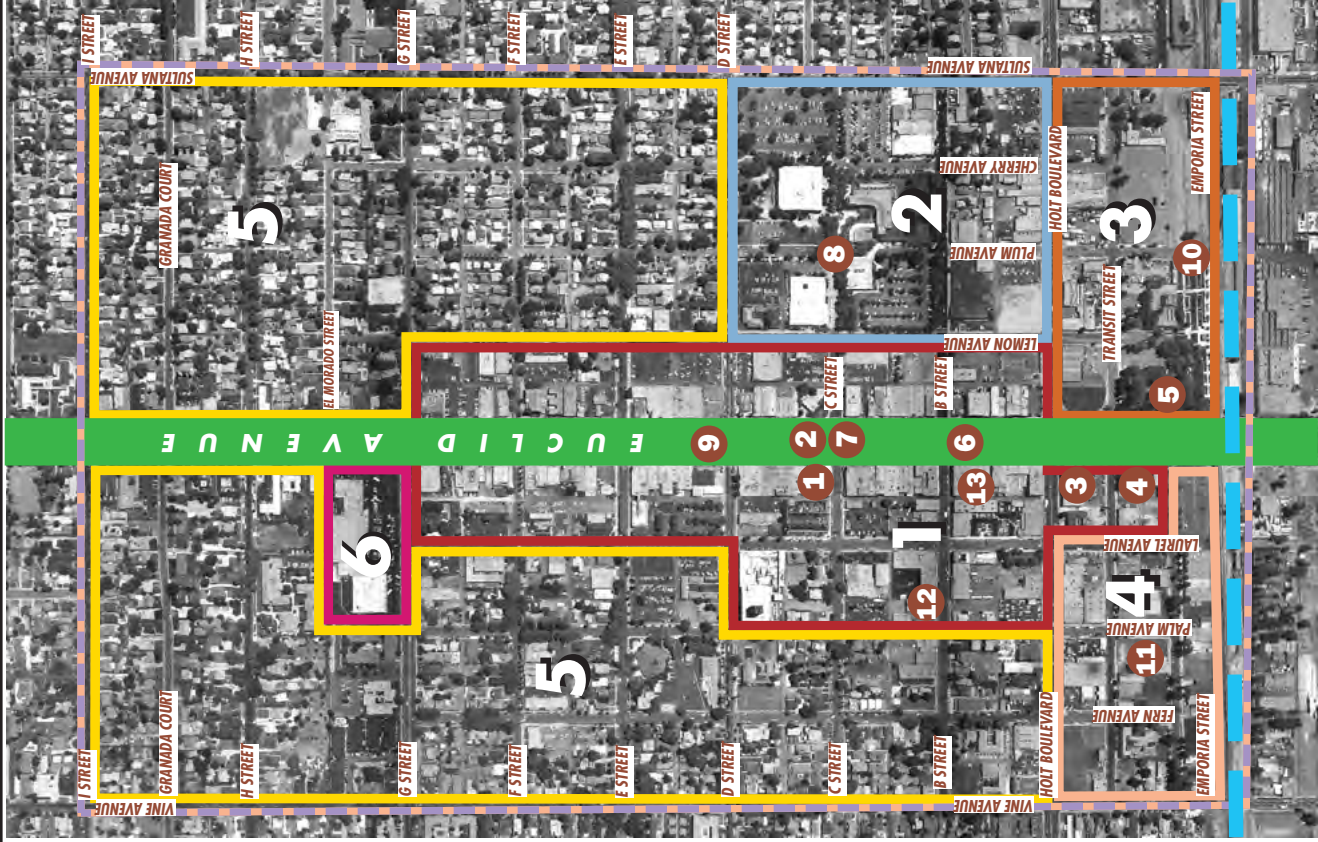 I STREET
H STREET
G STREET
F STREET
E STREET
D STREET
SULTANA AVENUE
SULTANA AVENUE
GRANADA COURT
5
EL MORADO STREET
CHERRY AVENUE
2
PLUM AVENUE
8
LEMON AVENUE
HOLT BOULEVARD
EMPORIA STREET
3
10
TRANSIT STREET
5
C STREET
B STREET
EUCLID AVENUE
9
2
7
6
1
13
3
4
6
1
12
LAUREL AVENUE
4
PALM AVENUE
11
FERN AVENUE
5
I STREET
GRANADA COURT
H STREET
G STREET
F STREET
E STREET
D STREET
C STREET
B STREET
HOLT BOULEVARD
EMPORIA STREET
VINE AVENUE
VINE AVENUE